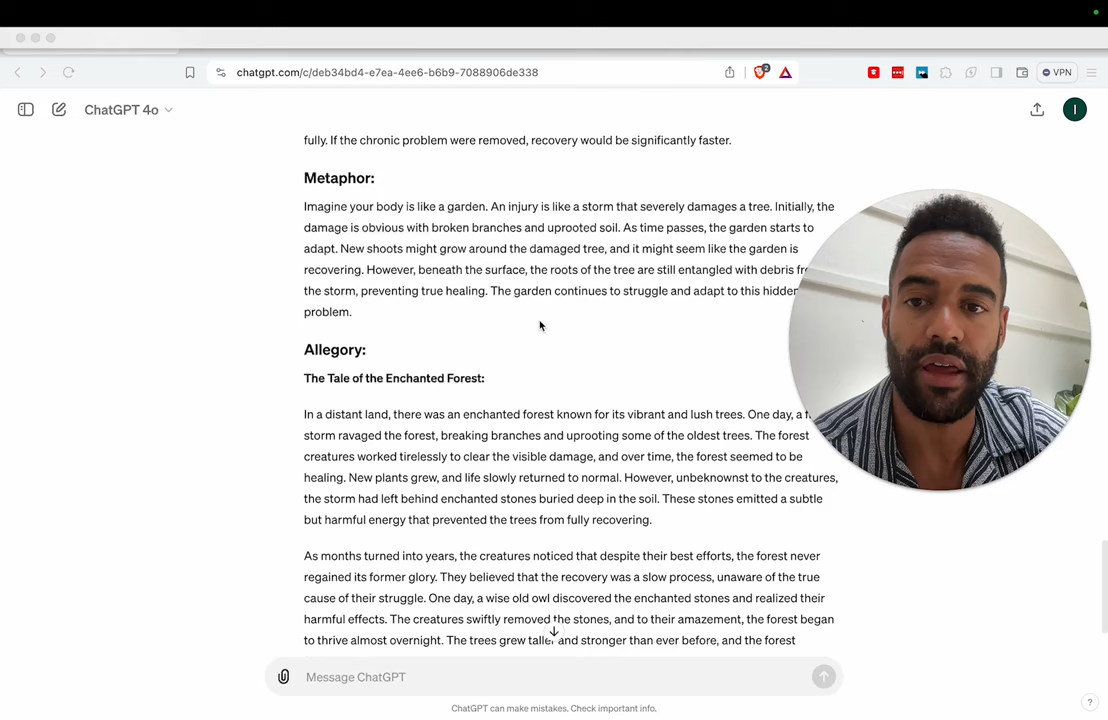 chatgpt.com/c/deb34bd4-e7ea-4ee6-b6b9-7088906de338
2
VPN
ChatGPT 4o
I
fully. If the chronic problem were removed, recovery would be significantly faster.
Metaphor:
Imagine your body is like a garden. An injury is like a storm that severely damages a tree. Initially, the
damage is obvious with broken branches and uprooted soil. As time passes, the garden starts to
adapt. New shoots might grow around the damaged tree, and it might seem like the garden is
recovering. However, beneath the surface, the roots of the tree are still entangled with debris
the storm, preventing true healing. The garden continues to struggle and adapt to this hidden
problem.
Allegory:
The Tale of the Enchanted Forest:
In a distant land, there was an enchanted forest known for its vibrant and lush trees. One day, a
storm ravaged the forest, breaking branches and uprooting some of the oldest trees. The forest
creatures worked tirelessly to clear the visible damage, and over time, the forest seemed to be
healing. New plants grew, and life slowly returned to normal. However, unbeknownst to the creatures,
the storm had left behind enchanted stones buried deep in the soil. These stones emitted a subtle
but harmful energy that prevented the trees from fully recovering.
As months turned into years, the creatures noticed that despite their best efforts, the forest never
regained its former glory. They believed that the recovery was a slow process, unaware of the true
cause of their struggle. One day, a wise old owl discovered the enchanted stones and realized their
harmful effects. The creatures swiftly removed the stones, and to their amazement, the forest began
to thrive almost overnight. The trees grew taller and stronger than ever before, and the forest
Message ChatGPT
ChatGPT can make mistakes. Check important info.
?